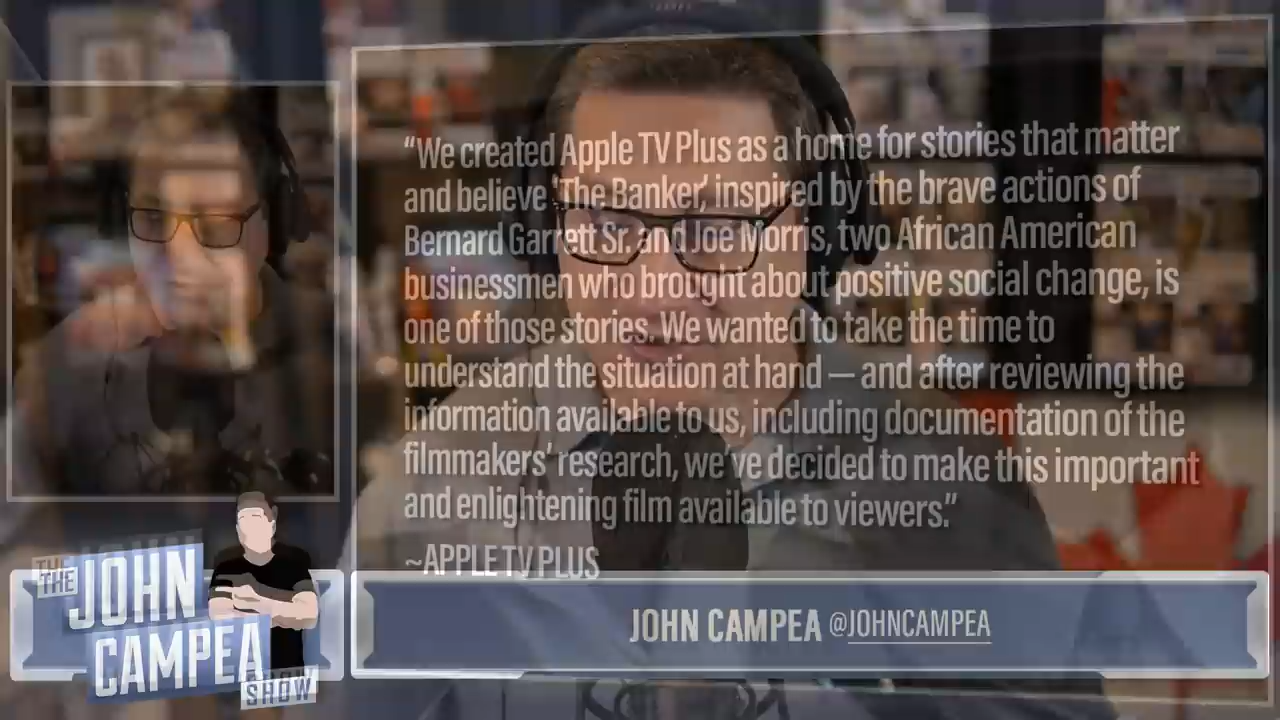 “We created Apple TV Plus as a home for stories that matter
and believe ‘The Banker,’ inspired by the brave actions of
Bernard Garrett Sr. and Joe Morris, two African American
businessmen who brought about positive social change, is
one of those stories. We wanted to take the time to
understand the situation at hand — and after reviewing the
information available to us, including documentation of the
filmmakers’ research, we’ve decided to make this important
and enlightening film available to viewers.”
~APPLE TV PLUS
THE
JOHN
CAMPEA
SHOW
JOHN CAMPEA @JOHNCAMPEA